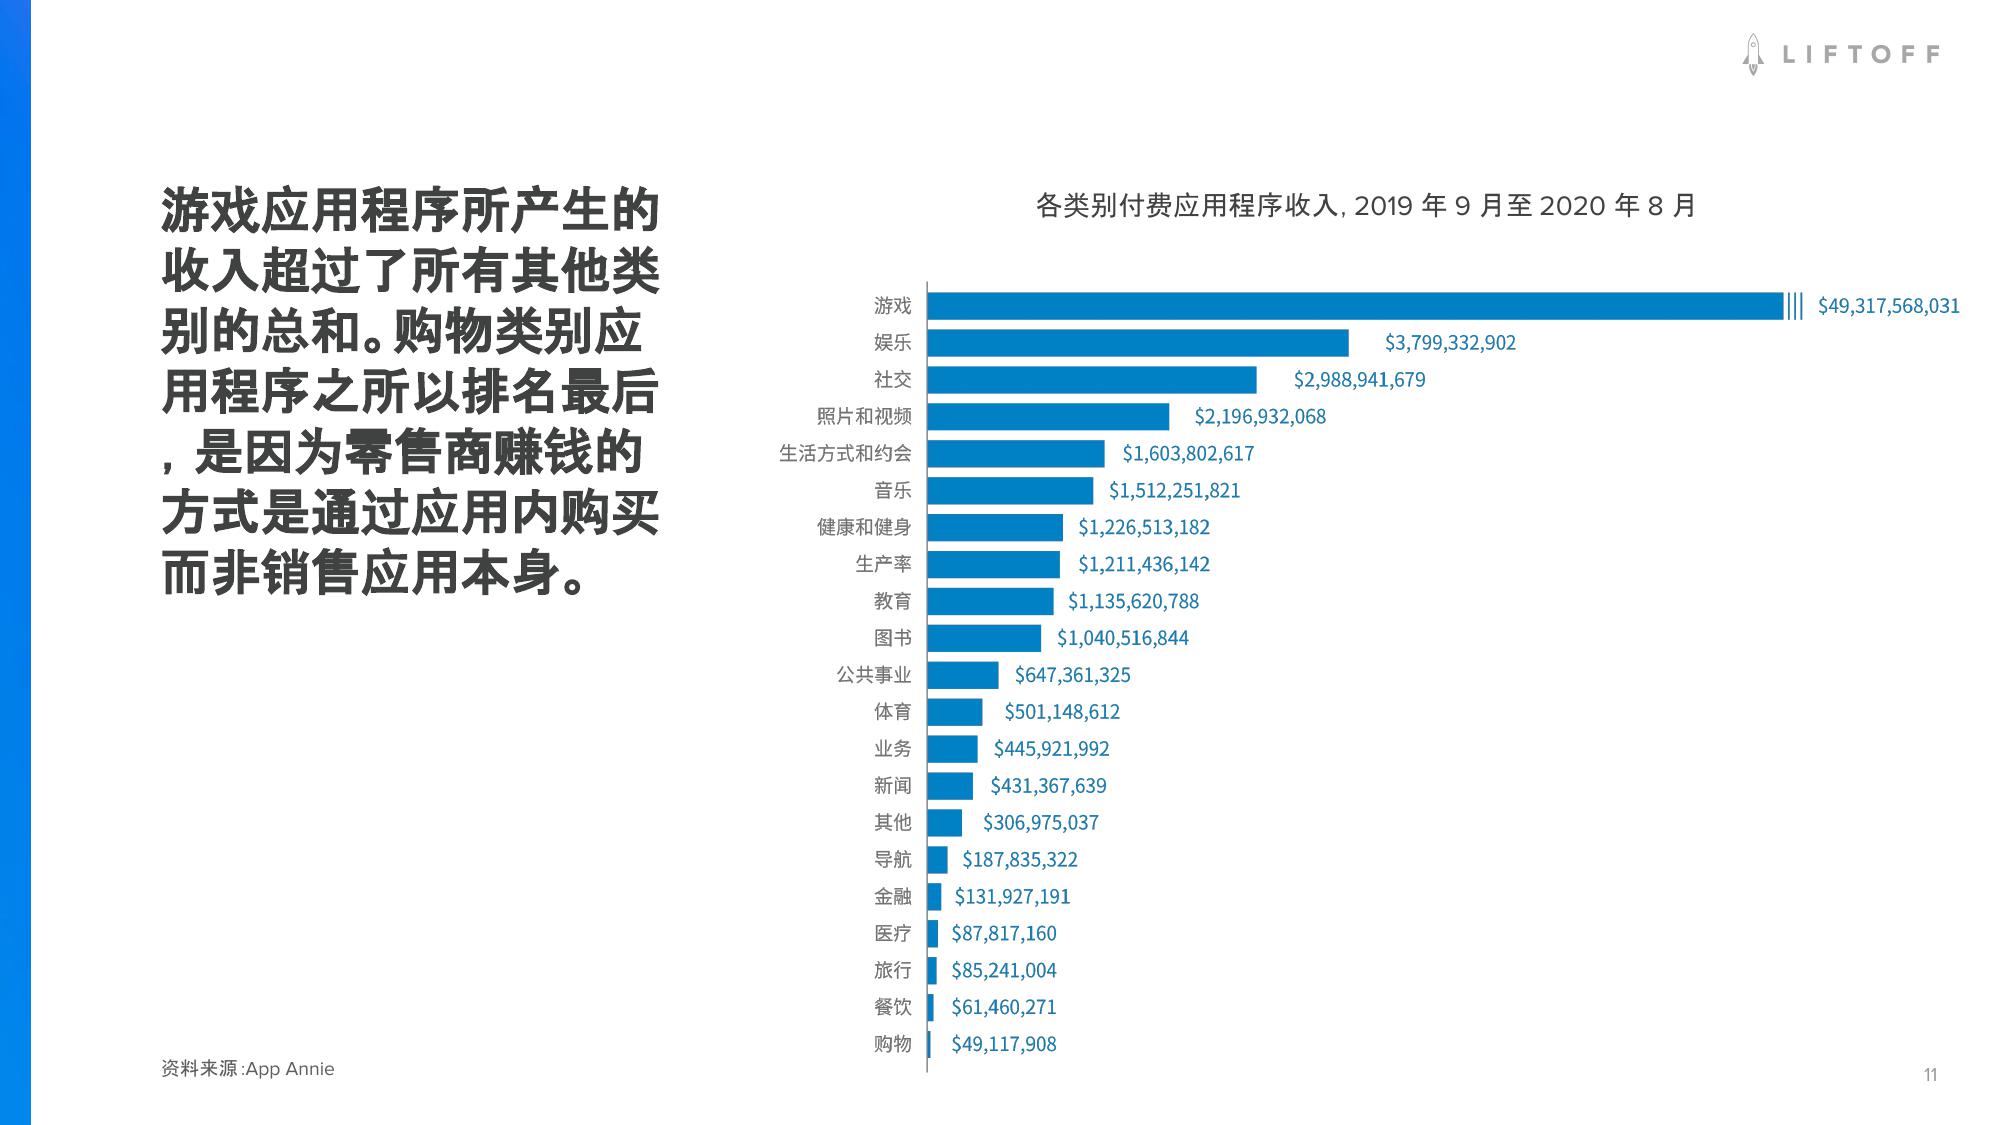 LIFTOFF
游戏应用程序所产生的
收入超过了所有其他类
别的总和。购物类别应
用程序之所以排名最后
，是因为零售商赚钱的
方式是通过应用内购买
而非销售应用本身。
各类别付费应用程序收入, 2019 年 9 月至 2020 年 8 月
游戏 $49,317,568,031
娱乐 $3,799,332,902
社交 $2,988,941,679
照片和视频 $2,196,932,068
生活方式和约会 $1,603,802,617
音乐 $1,512,251,821
健康和健身 $1,226,513,182
生产率 $1,211,436,142
教育 $1,135,620,788
图书 $1,040,516,844
公共事业 $647,361,325
体育 $501,148,612
业务 $445,921,992
新闻 $431,367,639
其他 $306,975,037
导航 $187,835,322
金融 $131,927,191
医疗 $87,817,160
旅行 $85,241,004
餐饮 $61,460,271
购物 $49,117,908
资料来源:App Annie
11